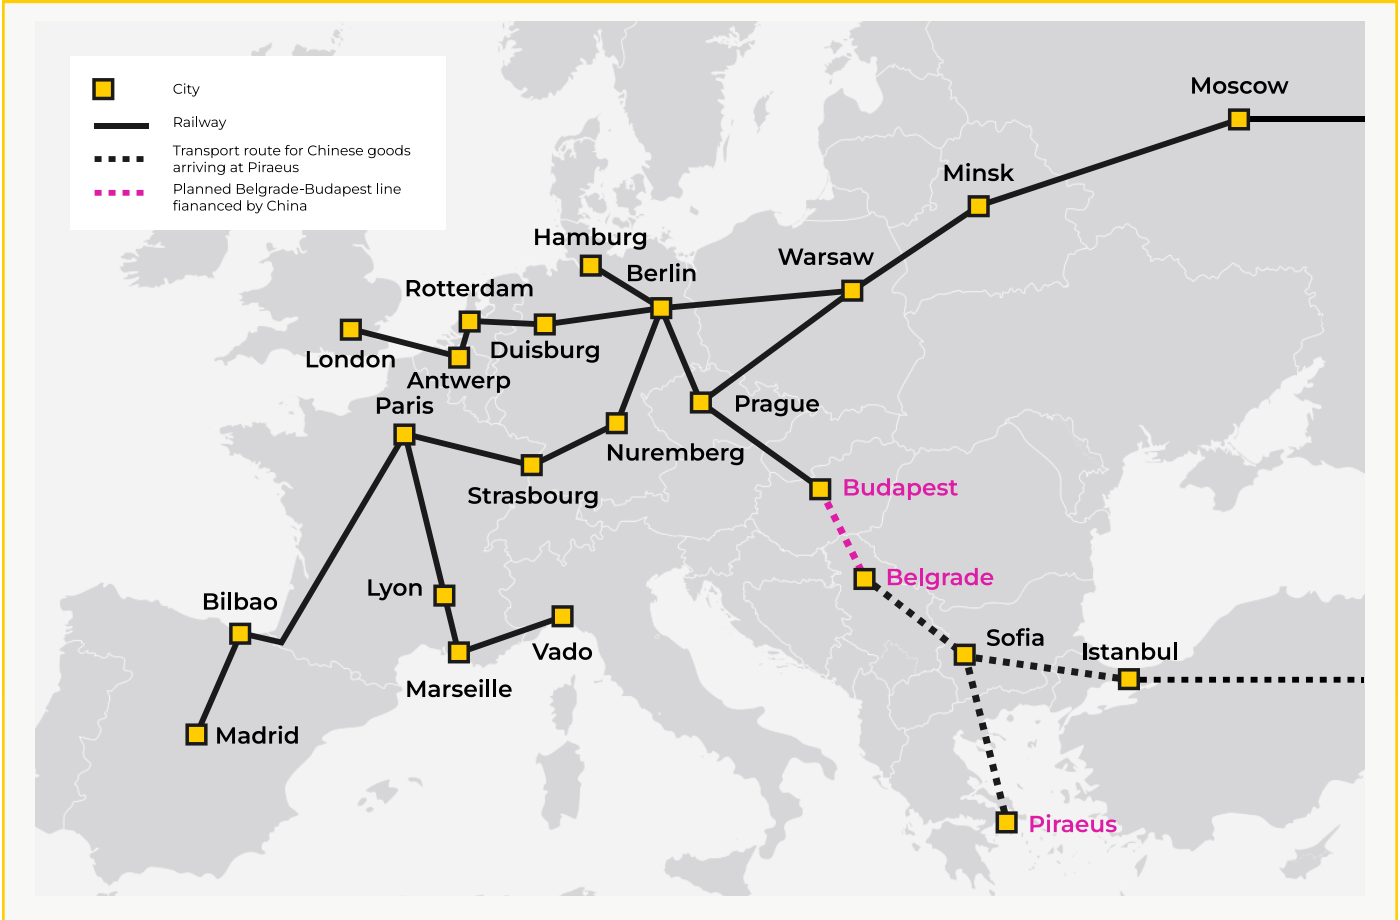 City
Railway
Transport route for Chinese goods
arriving at Piraeus
Planned Belgrade-Budapest line
fiananced by China
Moscow
Minsk
Hamburg
Warsaw
Berlin
Rotterdam
London
Duisburg
Antwerp
Paris
Prague
Nuremberg
Strasbourg
Budapest
Belgrade
Lyon
Bilbao
Sofia
Istanbul
Vado
Marseille
Madrid
Piraeus